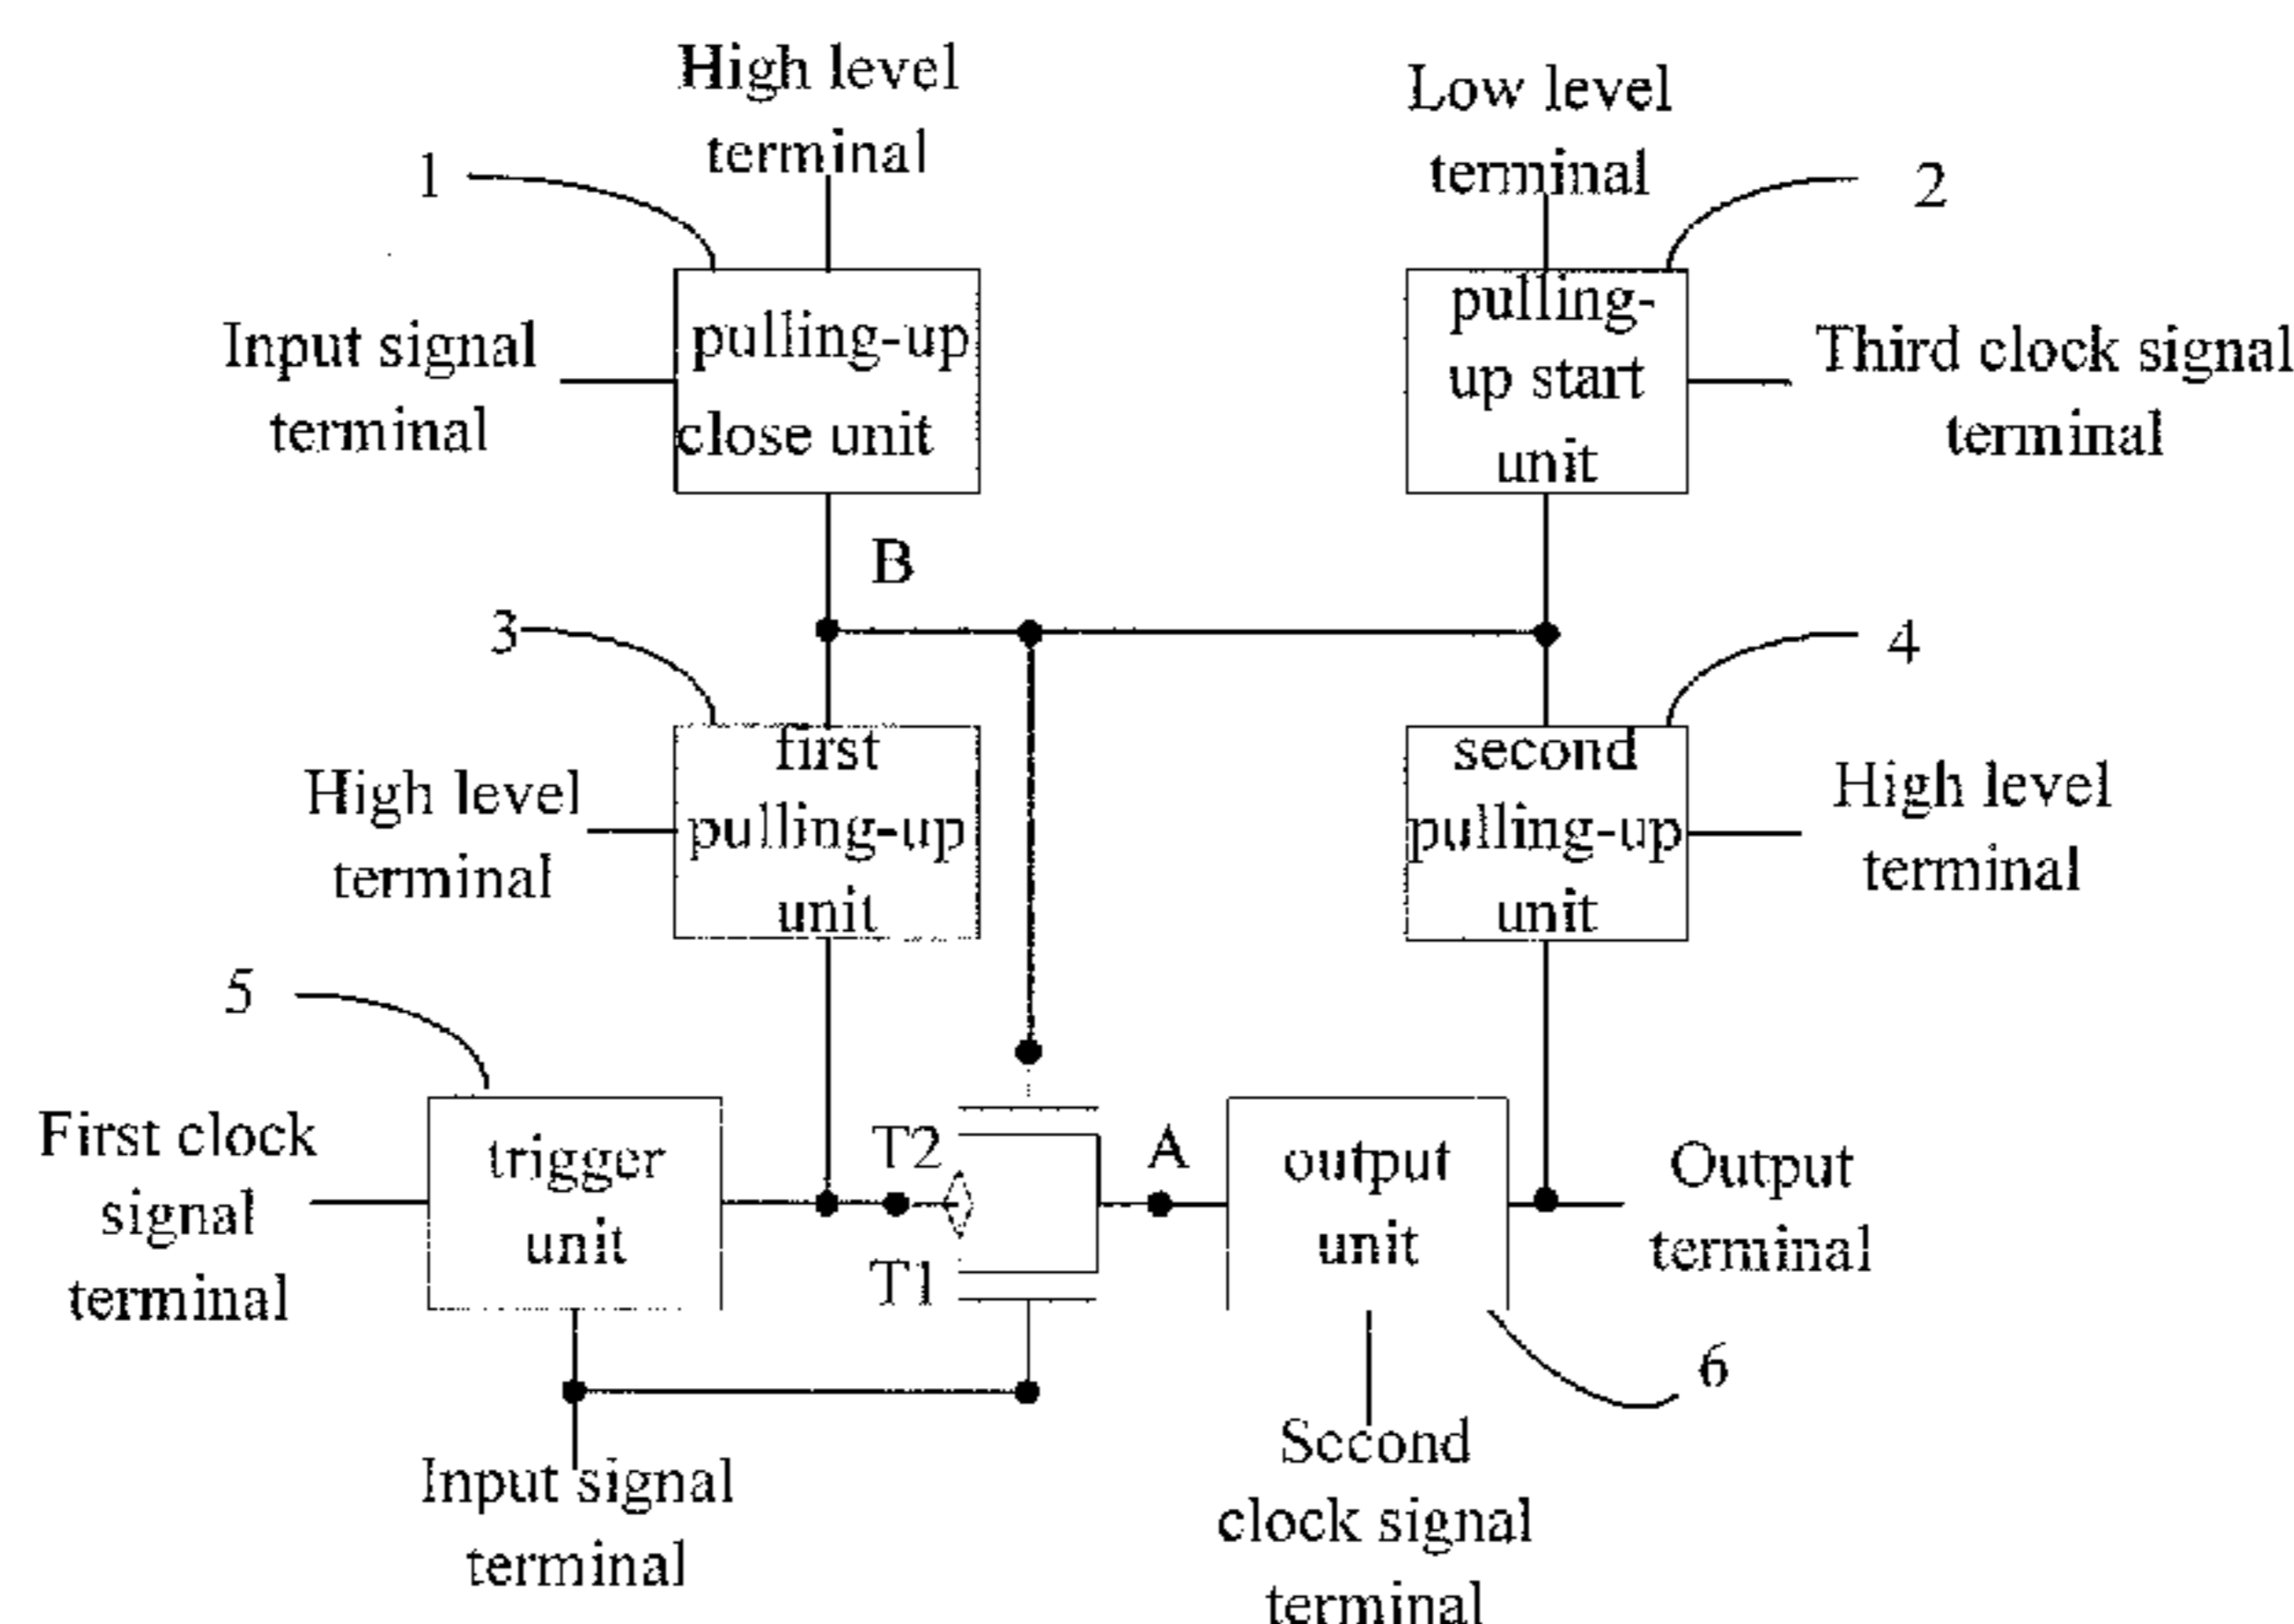 High level
terminal
Low level
terminal
1
2
Input signal
terminal
pulling-up
close unit
pulling-
up start
unit
Third clock signal
terminal
B
3
4
High level
terminal
first
pulling-up
unit
second
pulling-up
unit
High level
terminal
5
First clock
signal
terminal
trigger
unit
T2
T1
A
output
unit
Output
terminal
6
Input signal
terminal
Second
clock signal
terminal